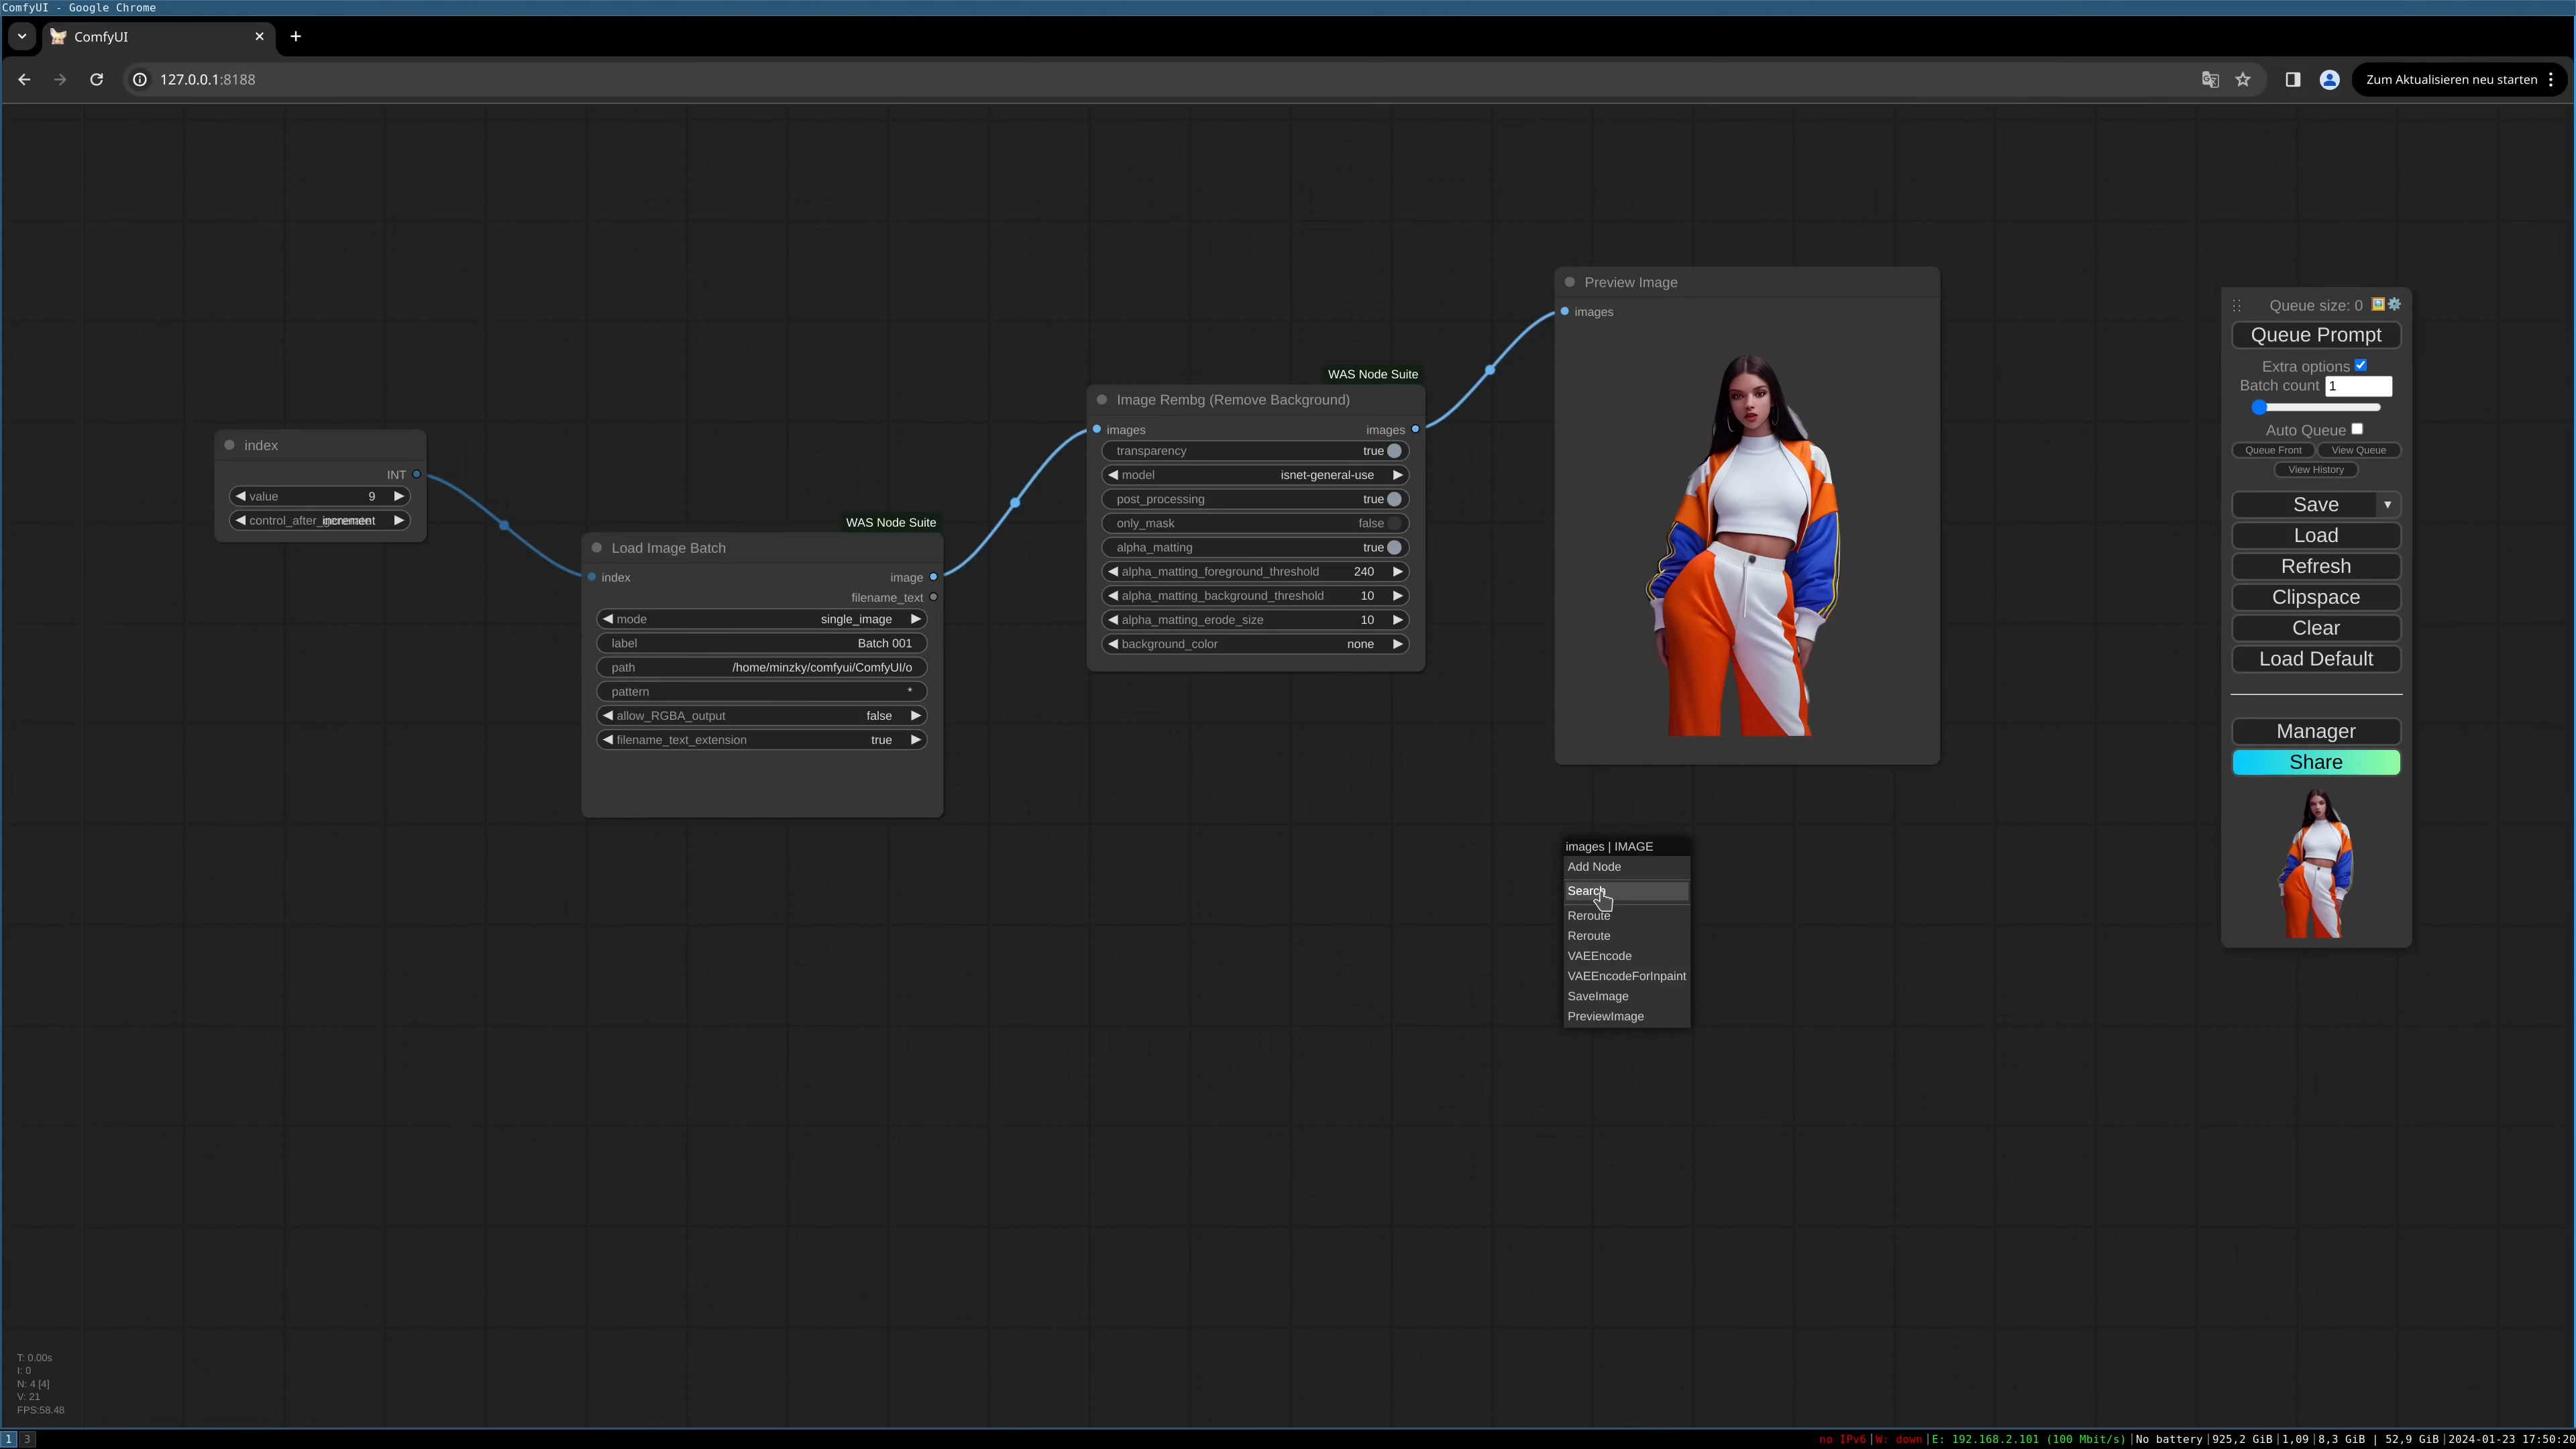 ComfyUI - Google Chrome
ComfyUI
127.0.0.1:8188
Zum Aktualisieren neu starten
index
INT
value 9
control_after_generate increment
WAS Node Suite
Load Image Batch
index image
filename_text
mode single_image
label Batch 001
path /home/minzky/comfyui/ComfyUI/o
pattern *
allow_RGBA_output false
filename_text_extension true
WAS Node Suite
Image Rembg (Remove Background)
images images
transparency true
model isnet-general-use
post_processing true
only_mask false
alpha_matting true
alpha_matting_foreground_threshold 240
alpha_matting_background_threshold 10
alpha_matting_erode_size 10
background_color none
Preview Image
images
images | IMAGE
Add Node
Search
Reroute
Reroute
VAEEncode
VAEEncodeForInpaint
SaveImage
PreviewImage
Queue size: 0
Queue Prompt
Extra options
Batch count 1
Auto Queue
Queue Front View Queue
View History
Save
Load
Refresh
Clipspace
Clear
Load Default
Manager
Share
T: 0.00s
I: 0
N: 4 [4]
V: 21
FPS:58.48
1 3
no IPv6|W: down|E: 192.168.2.101 (100 Mbit/s)|No battery|925,2 GiB|1,09|8,3 GiB | 52,9 GiB|2024-01-23 17:50:20